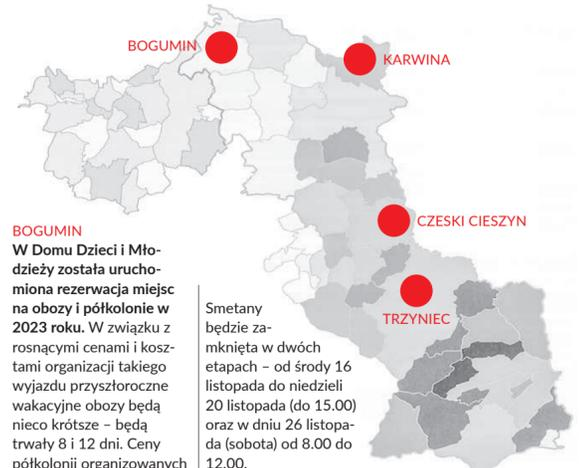 BOGUMIN
KARWINA
CZESKI CIESZYN
TRZYNIEC
BOGUMIN
W Domu Dzieci i Mło-
dzieży została urucho-
miona rezerwacja miejsc
na obozy i półkolonie w
2023 roku. W związku z
rosnącymi cenami i kosz-
tami organizacji takiego
wyjazdu przyszłoroczne
wakacyjne obozy będą
nieco krótsze – będą
trwały 8 i 12 dni. Ceny
półkolonii organizowanych
Smetany
będzie za-
mknięta w dwóch
etapach – od środy 16
listopada do niedzieli
20 listopada (do 15.00)
oraz w dniu 26 listopa-
da (sobota) od 8.00 do
12.00.